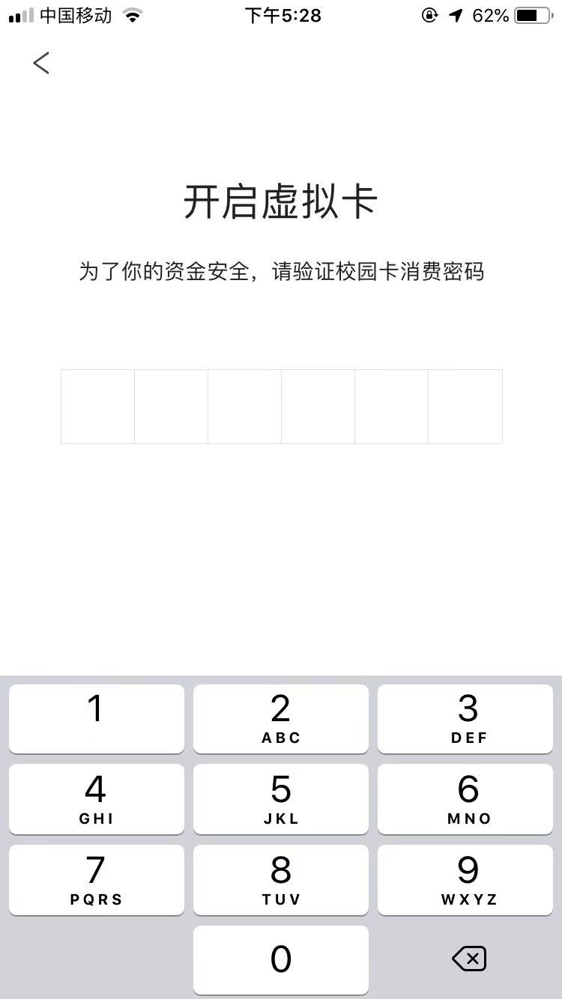 中国移动 下午5:28 62%
开启虚拟卡
为了你的资金安全，请验证校园卡消费密码
1 2 3
ABC DEF
4 5 6
GHI JKL MNO
7 8 9
PQRS TUV WXYZ
0